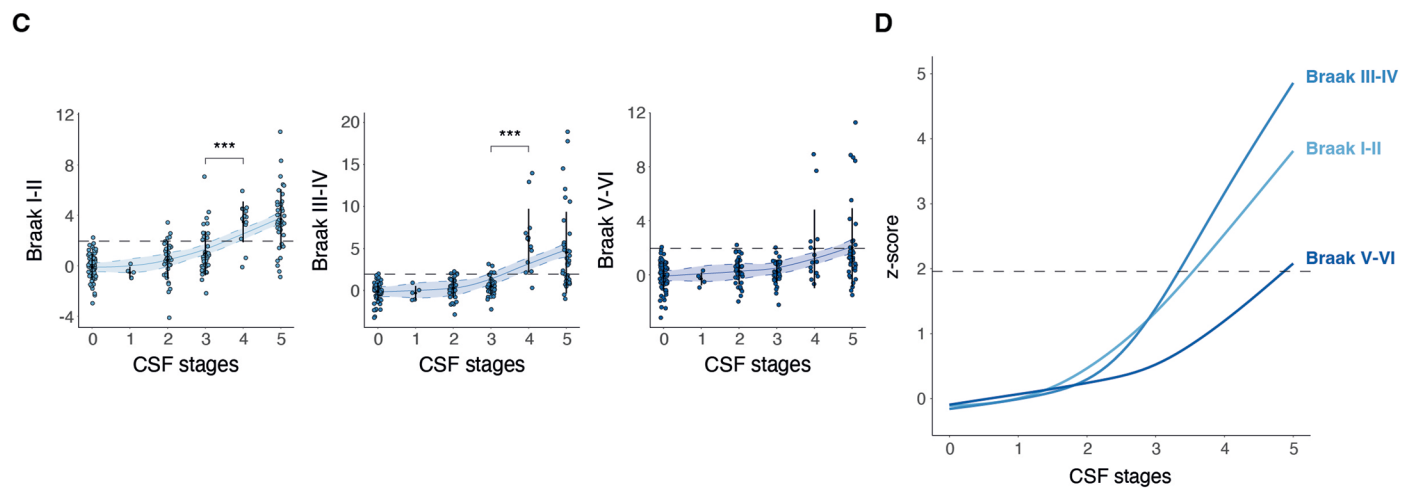 C
D
12
8
4
0
-4
Braak I-II
***
0 1 2 3 4 5
CSF stages
20
15
10
5
0
Braak III-IV
***
0 1 2 3 4 5
CSF stages
12
8
4
0
Braak V-VI
0 1 2 3 4 5
CSF stages
5
4
3
2
1
0
z-score
Braak III-IV
Braak I-II
Braak V-VI
0 1 2 3 4 5
CSF stages